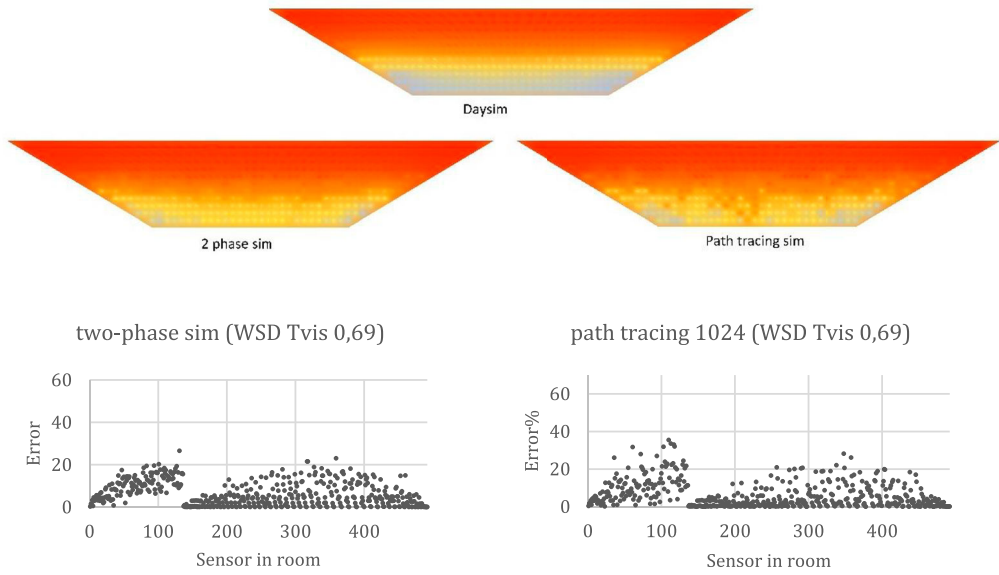 Daysim
2 phase sim
Path tracing sim
two-phase sim (WSD Tvis 0,69)
60
40
20
0
Error
0 100 200 300 400
Sensor in room
path tracing 1024 (WSD Tvis 0,69)
60
40
20
0
Error%
0 100 200 300 400
Sensor in room